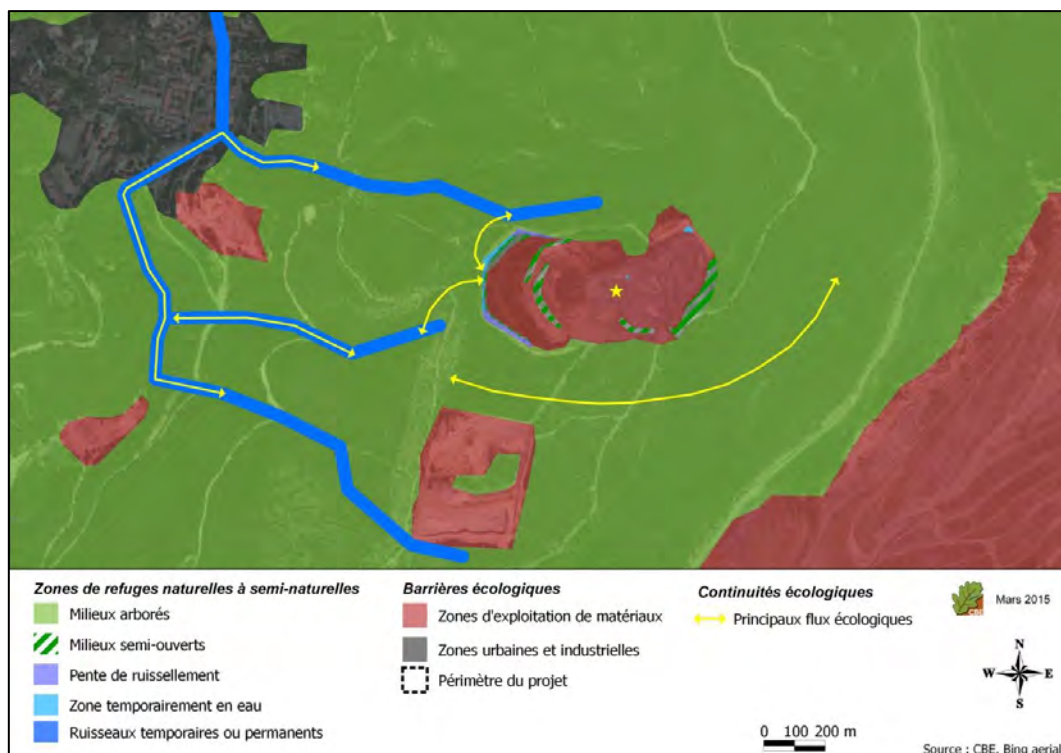 Zones de refuges naturelles à semi-naturelles
Milieux arborés
Milieux semi-ouverts
Pente de ruissellement
Zone temporairement en eau
Ruisseaux temporaires ou permanents
Barrières écologiques
Zones d'exploitation de matériaux
Zones urbaines et industrielles
Périmètre du projet
Continuités écologiques
Principaux flux écologiques
CBE
Mars 2015
N
W E
S
0 100 200 m
Source : CBE, Bing aerial